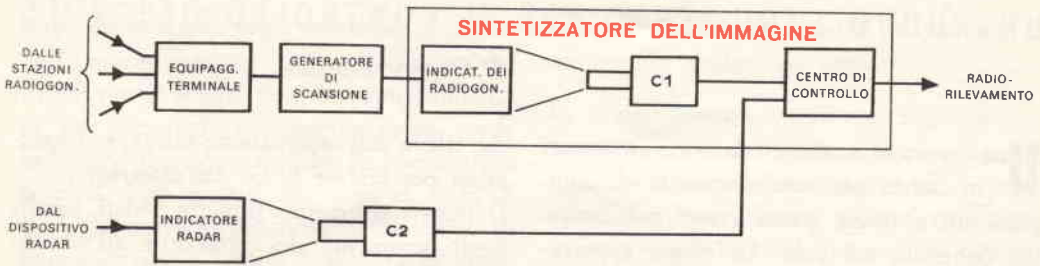 SINTETIZZATORE DELL'IMMAGINE
DALLE
STAZIONI
RADIOGON.
EQUIPAGG.
TERMINALE
GENERATORE
DI
SCANSIONE
INDICAT. DEI
RADIOGON.
C1
CENTRO DI
CONTROLLO
RADIO-
RILEVAMENTO
DAL
DISPOSITIVO
RADAR
INDICATORE
RADAR
C2